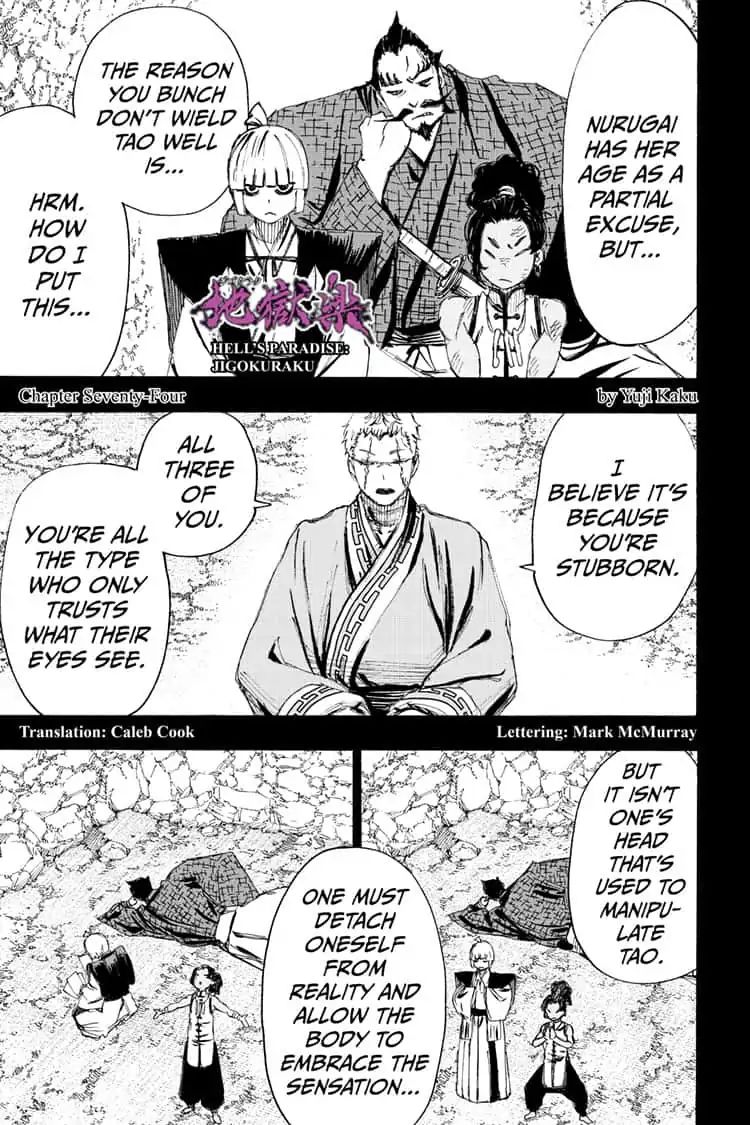 NURUGAI
HAS HER
AGE AS A
PARTIAL
EXCUSE,
BUT...
THE REASON
YOU BUNCH
DON'T WIELD
TAO WELL
IS...
HRM.
HOW
DO I
PUT
THIS...
地獄楽
HELL'S PARADISE:
JIGOKURAKU
Chapter Seventy-Four
by Yuji Kaku
I
BELIEVE IT'S
BECAUSE
YOU'RE
STUBBORN.
ALL
THREE
OF
YOU.
YOU'RE ALL
THE TYPE
WHO ONLY
TRUSTS
WHAT THEIR
EYES SEE.
Translation: Caleb Cook
Lettering: Mark McMurray
BUT
IT ISN'T
ONE'S
HEAD
THAT'S
USED TO
MANIPU-
LATE
TAO.
ONE MUST
DETACH
ONESELF
FROM
REALITY AND
ALLOW THE
BODY TO
EMBRACE THE
SENSATION...